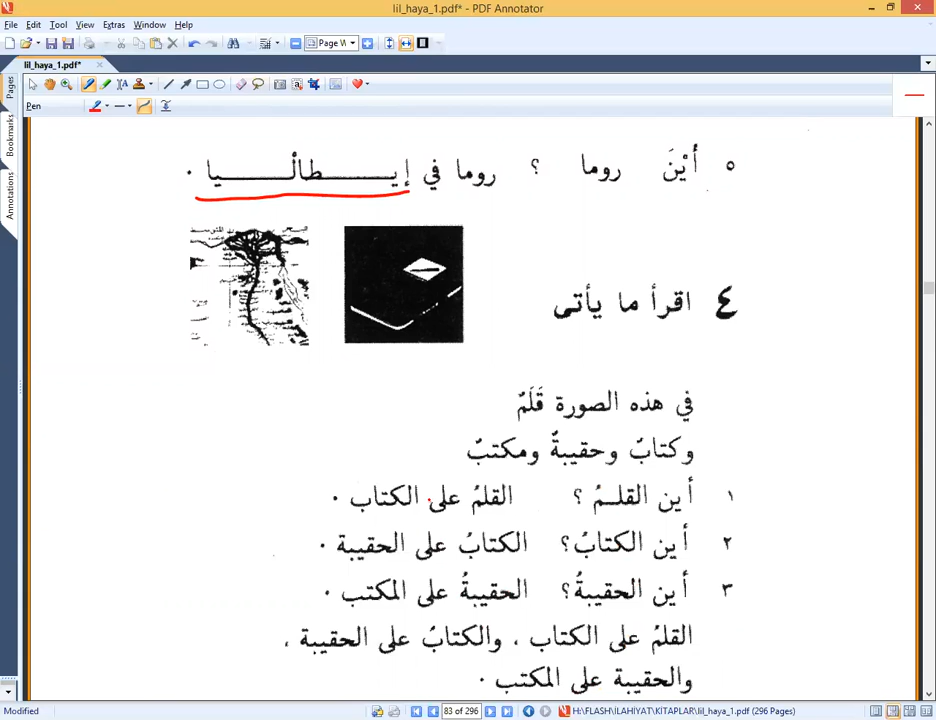 lil_haya_1.pdf* - PDF Annotator
File Edit Tool View Extras Window Help
Page W
lil_haya_1.pdf*
Pen
Pages
Bookmarks
Annotations
٥ أَيْنَ روما ؟ روما في إيـــطالـــيا .
٤ اقرأ ما يأتى
في هذه الصورة قَلَمٌ
وكتابٌ وحقيبةٌ ومكتبٌ
١ أين القلـمُ ؟ القلمُ على الكتاب .
٢ أين الكتابُ؟ الكتابُ على الحقيبة .
٣ أين الحقيبةُ؟ الحقيبةُ على المكتب .
القلمُ على الكتاب ، والكتابُ على الحقيبة ،
والحقيبة على المكتب .
Modified
83 of 296
H:\FLASH\ILAHIYAT\KITAPLAR\lil_haya_1.pdf (296 Pages)